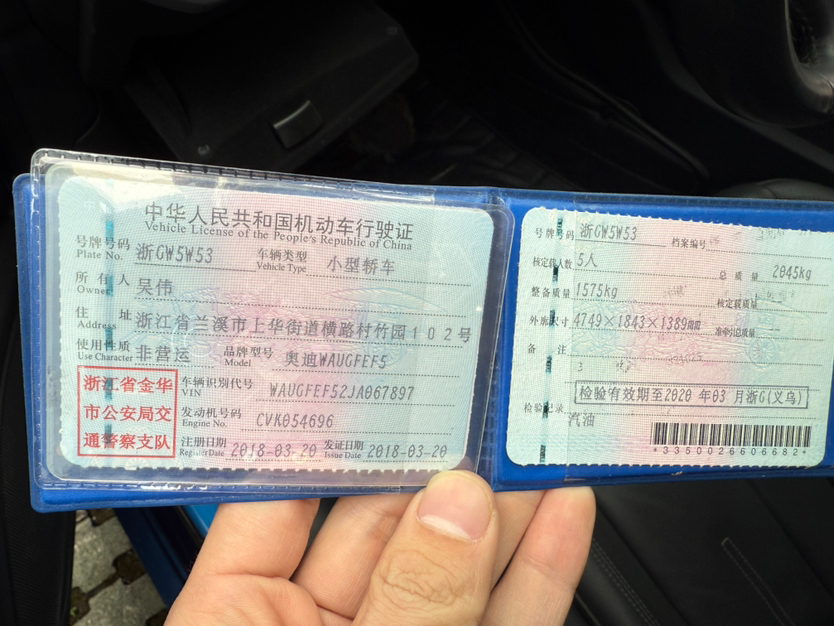 中华人民共和国机动车行驶证
Vehicle License of the People's Republic of China
号牌号码 浙GW5W53 车辆类型 小型轿车
Plate No. Vehicle Type
所有人 吴伟
Owner
住址 浙江省兰溪市上华街道横路村竹园102号
Address
使用性质 非营运 品牌型号 奥迪WAUGFEF5
Use Character Model
浙江省金华
市公安局交
通警察支队
车辆识别代号 WAUGFEF52JA067897
VIN
发动机号码 CVK054696
Engine No.
注册日期 2018-03-20 发证日期 2018-03-20
Register Date Issue Date
号牌号码 浙GW5W53 档案编号
核定载人数 5人 总质量 2045kg
整备质量 1575kg 核定载质量
外廓尺寸 4749×1843×1389 准牵引总质量
备注
检验有效期至2020 年03 月浙G(义乌)
检验记录
汽油
*3350026606682*